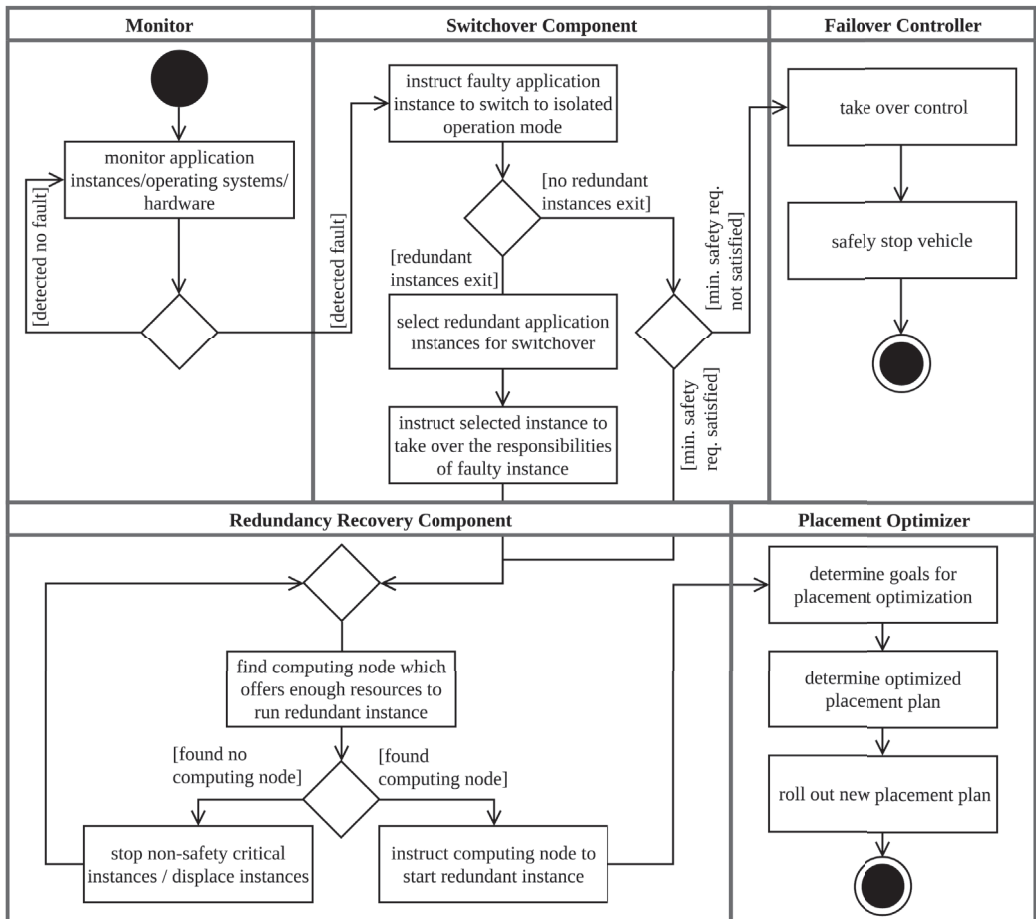 Monitor
Switchover Component
Failover Controller
monitor application
instances/operating systems/
hardware
[detected no fault]
[detected fault]
instruct faulty application
instance to switch to isolated
operation mode
[no redundant
instances exit]
[redundant
instances exit]
select redundant application
instances for switchover
instruct selected instance to
take over the responsibilities
of faulty instance
[min. safety req.
not satisfied]
[min. safety
req. satisfied]
take over control
safely stop vehicle
Redundancy Recovery Component
Placement Optimizer
find computing node which
offers enough resources to
run redundant instance
[found no
computing node]
[found
computing node]
stop non-safety critical
instances / displace instances
instruct computing node to
start redundant instance
determine goals for
placement optimization
determine optimized
placement plan
roll out new placement plan